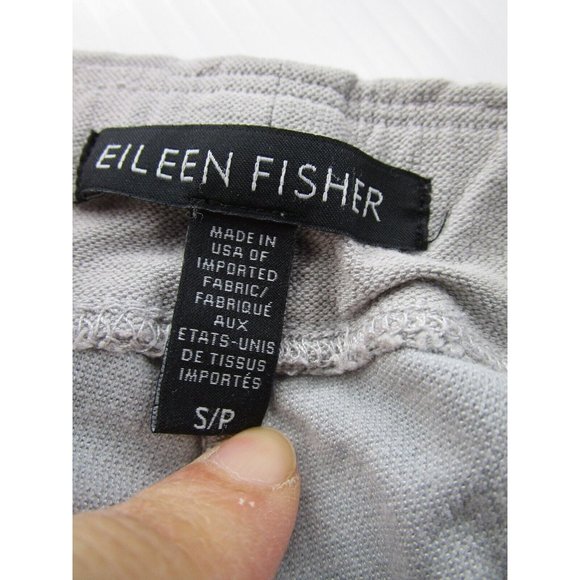 EILEEN FISHER
MADE IN
USA OF
IMPORTED
FABRIC/
FABRIQUÉ
AUX
ETATS-UNIS
DE TISSUS
IMPORTÉS
S/P